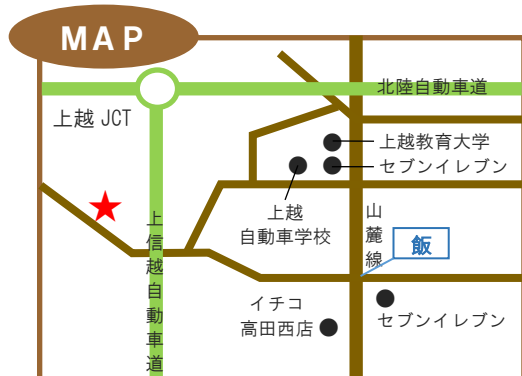 MAP
北陸自動車道
上越 JCT
上越教育大学
セブンイレブン
上越
自動車学校
山麓線
飯
上信越自動車道
イチコ
高田西店
セブンイレブン